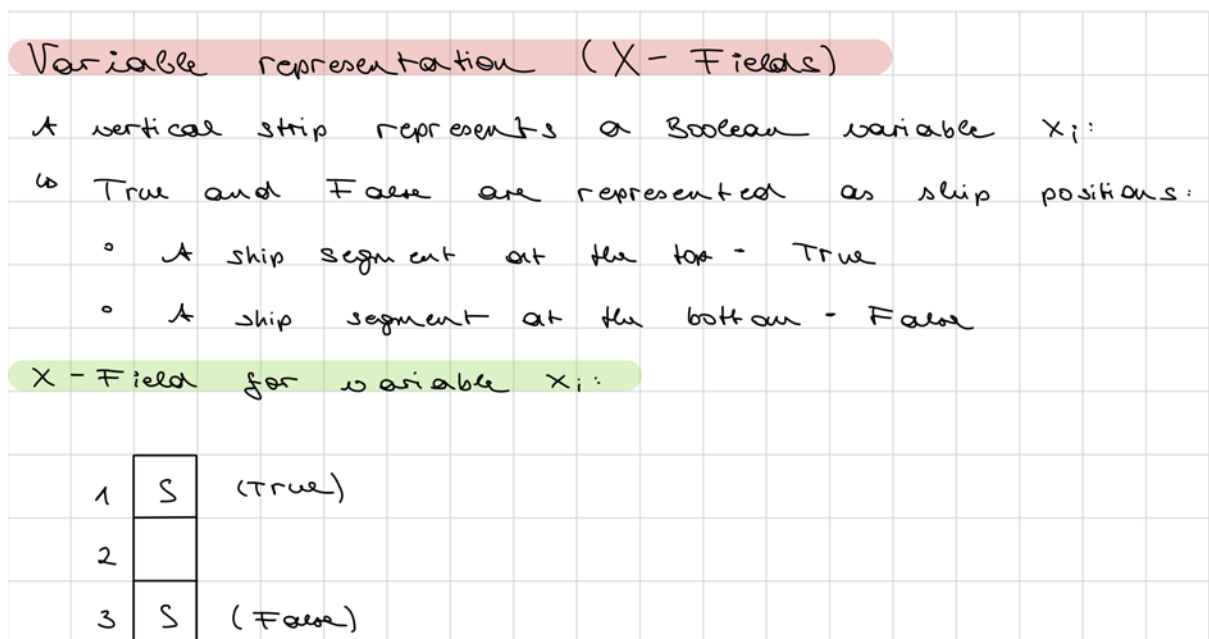 Variable representation (X - Fields)
A vertical strip represents a Boolean variable xi:
↳ True and False are represented as ship positions:
° A ship segment at the top - True
° A ship segment at the bottom - False
X - Field for variable xi:
1 S (True)
2
3 S (False)